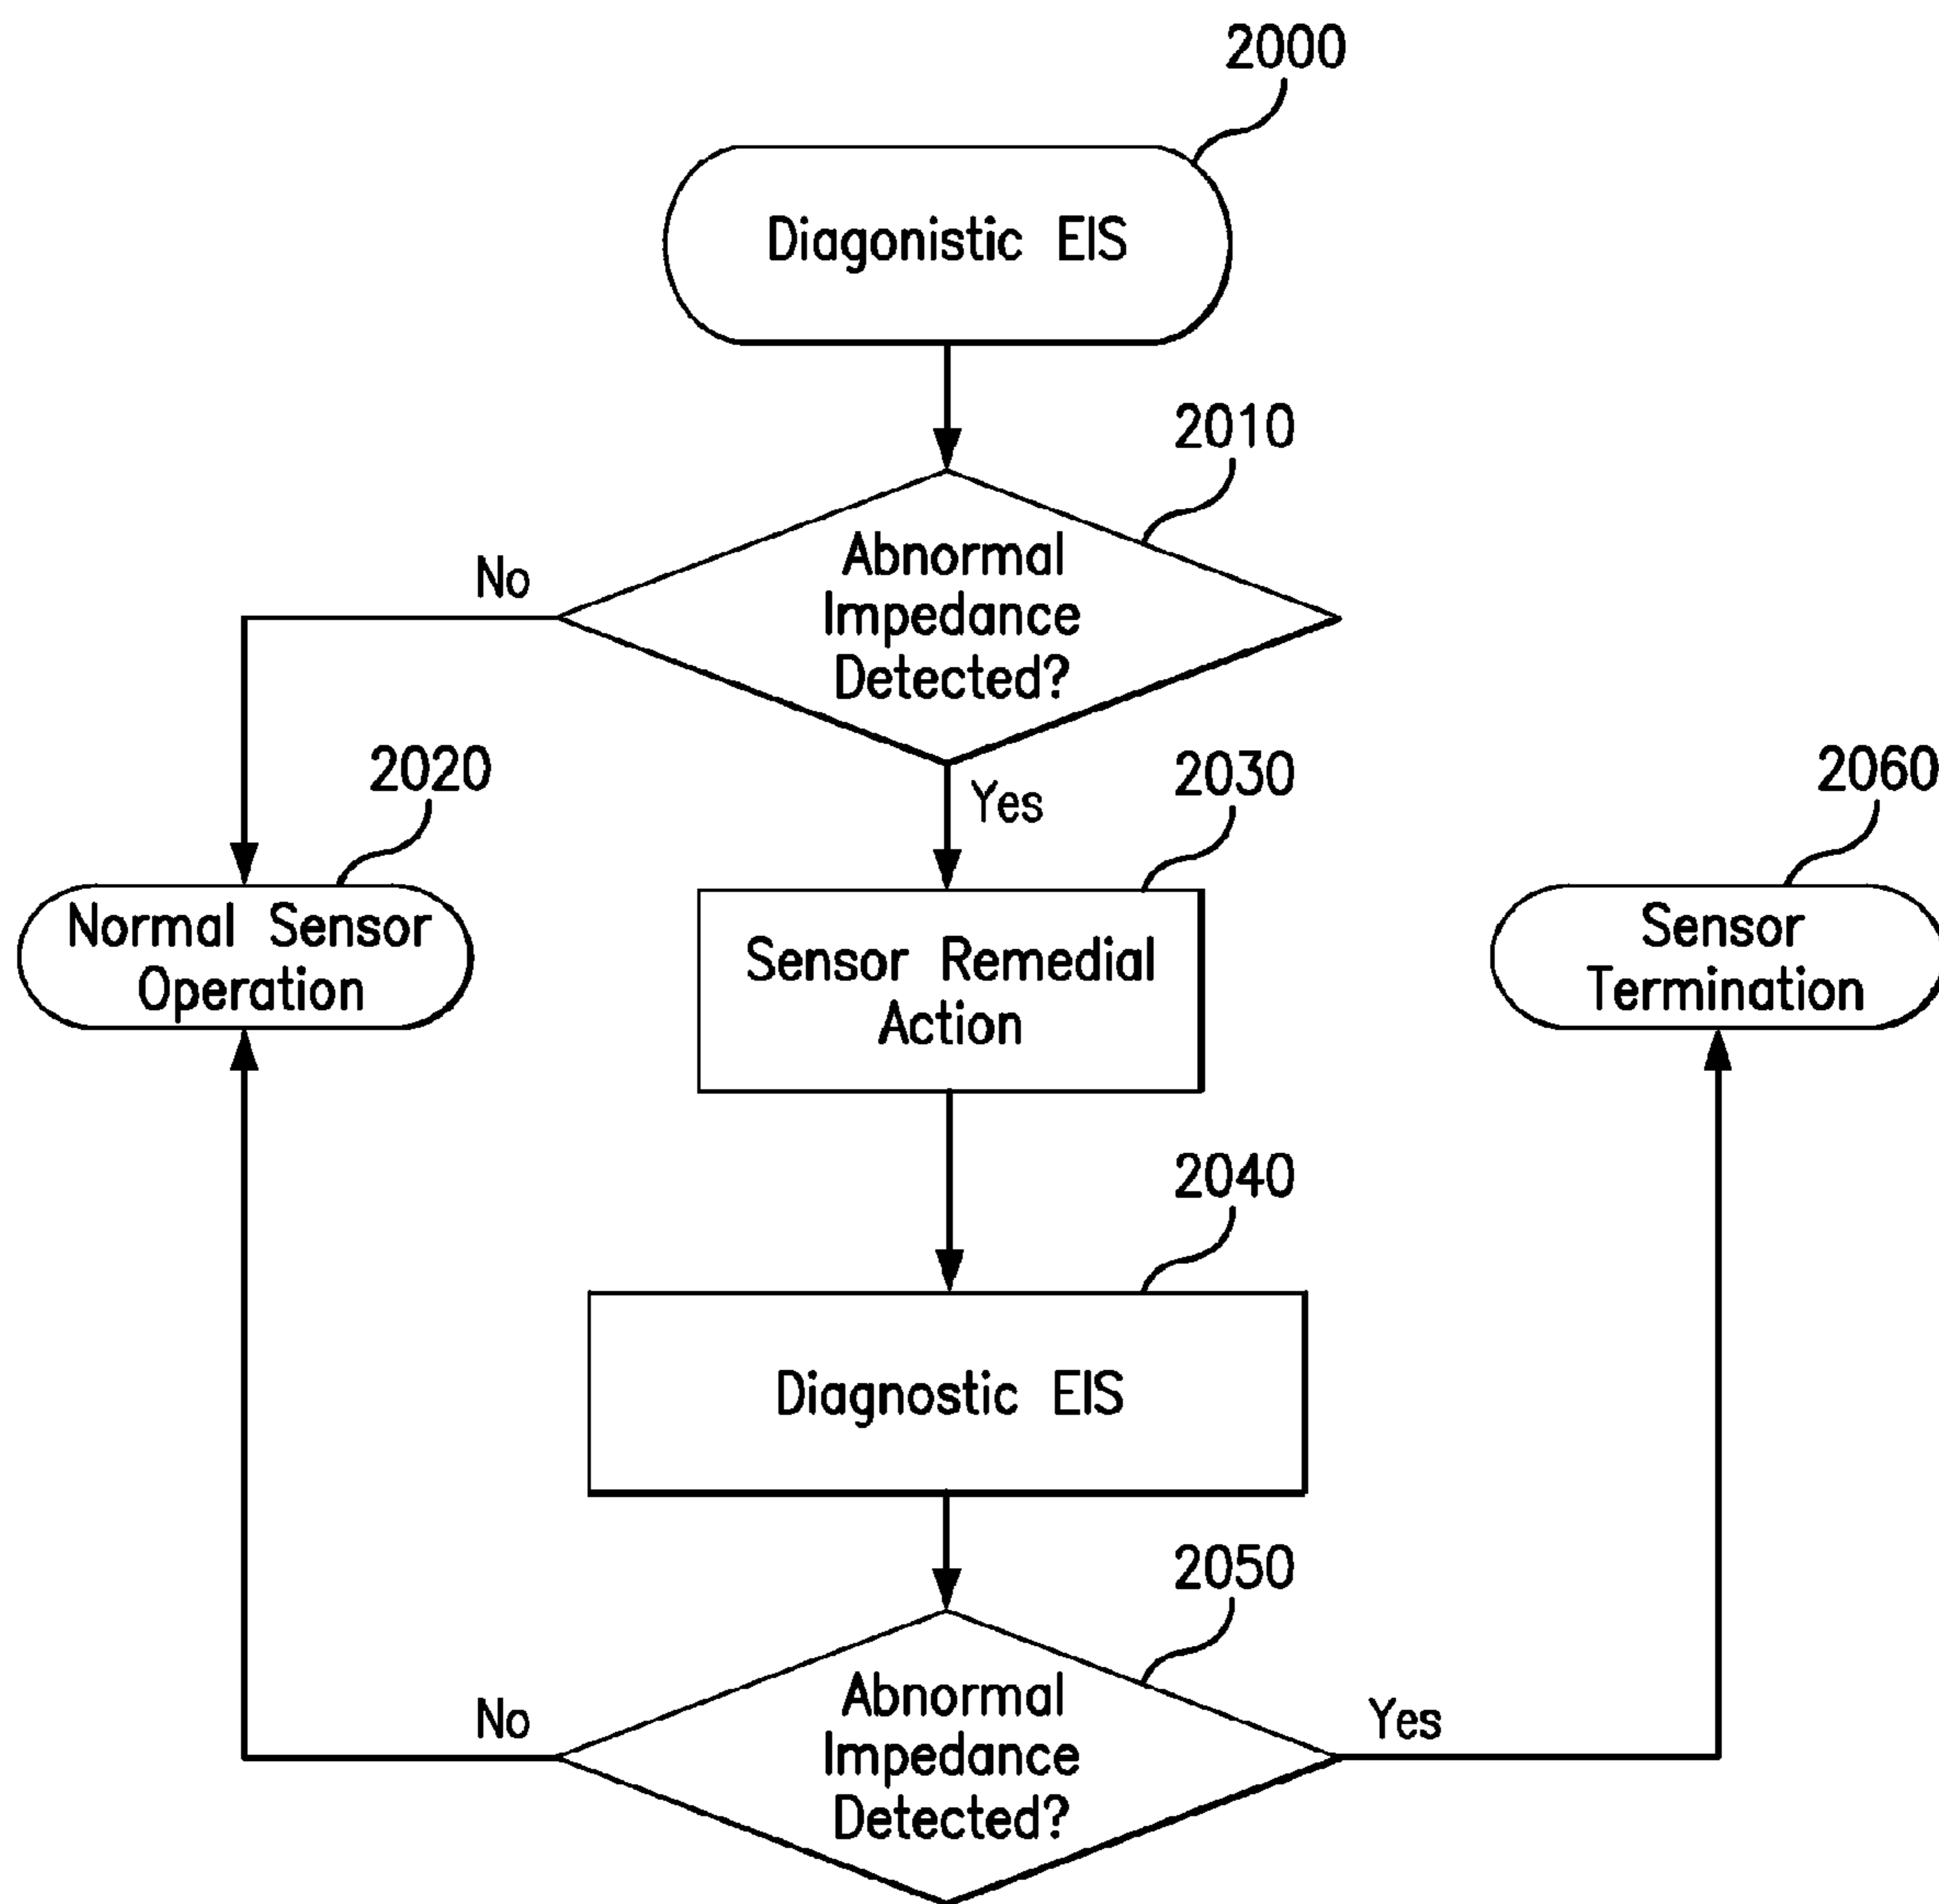 2000
Diagonistic EIS
2010
Abnormal
Impedance
Detected?
No
Yes
2020
2030
2060
Normal Sensor
Operation
Sensor Remedial
Action
Sensor
Termination
2040
Diagnostic EIS
2050
Abnormal
Impedance
Detected?
No
Yes